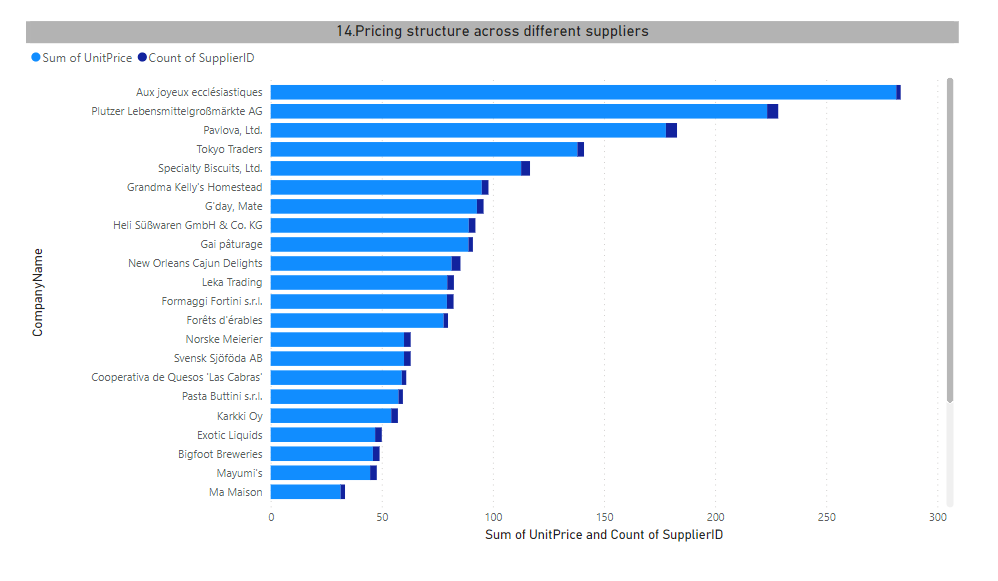 14.Pricing structure across different suppliers
Sum of UnitPrice Count of SupplierID
CompanyName
Aux joyeux ecclésiastiques
Plutzer Lebensmittelgroßmärkte AG
Pavlova, Ltd.
Tokyo Traders
Specialty Biscuits, Ltd.
Grandma Kelly's Homestead
G'day, Mate
Heli Süßwaren GmbH & Co. KG
Gai pâturage
New Orleans Cajun Delights
Leka Trading
Formaggi Fortini s.r.l.
Forêts d'érables
Norske Meierier
Svensk Sjöföda AB
Cooperativa de Quesos 'Las Cabras'
Pasta Buttini s.r.l.
Karkki Oy
Exotic Liquids
Bigfoot Breweries
Mayumi's
Ma Maison
0 50 100 150 200 250 300
Sum of UnitPrice and Count of SupplierID